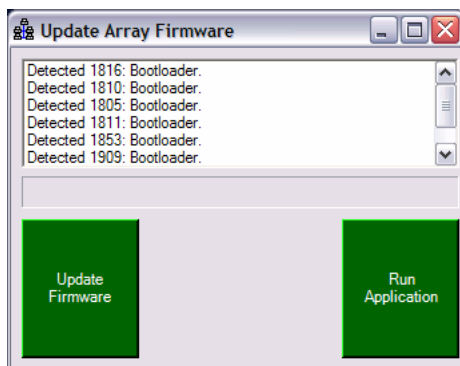 Update Array Firmware
Detected 1816: Bootloader.
Detected 1810: Bootloader.
Detected 1805: Bootloader.
Detected 1811: Bootloader.
Detected 1853: Bootloader.
Detected 1909: Bootloader.
Update
Firmware
Run
Application